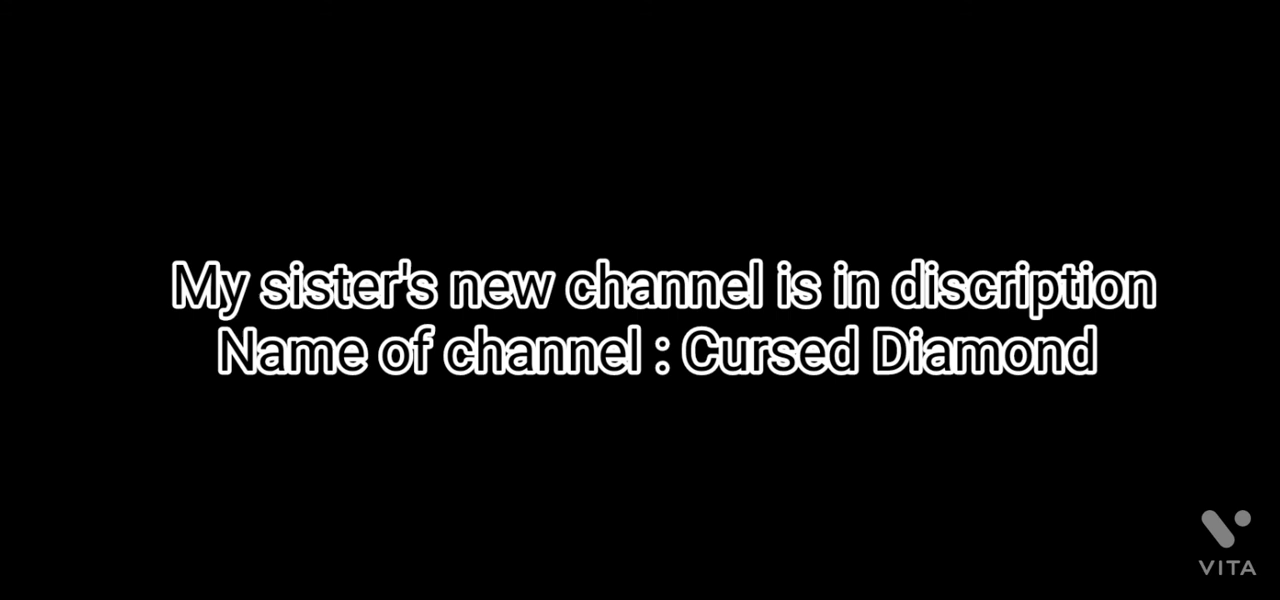 My sister's new channel is in discription
Name of channel : Cursed Diamond
VITA